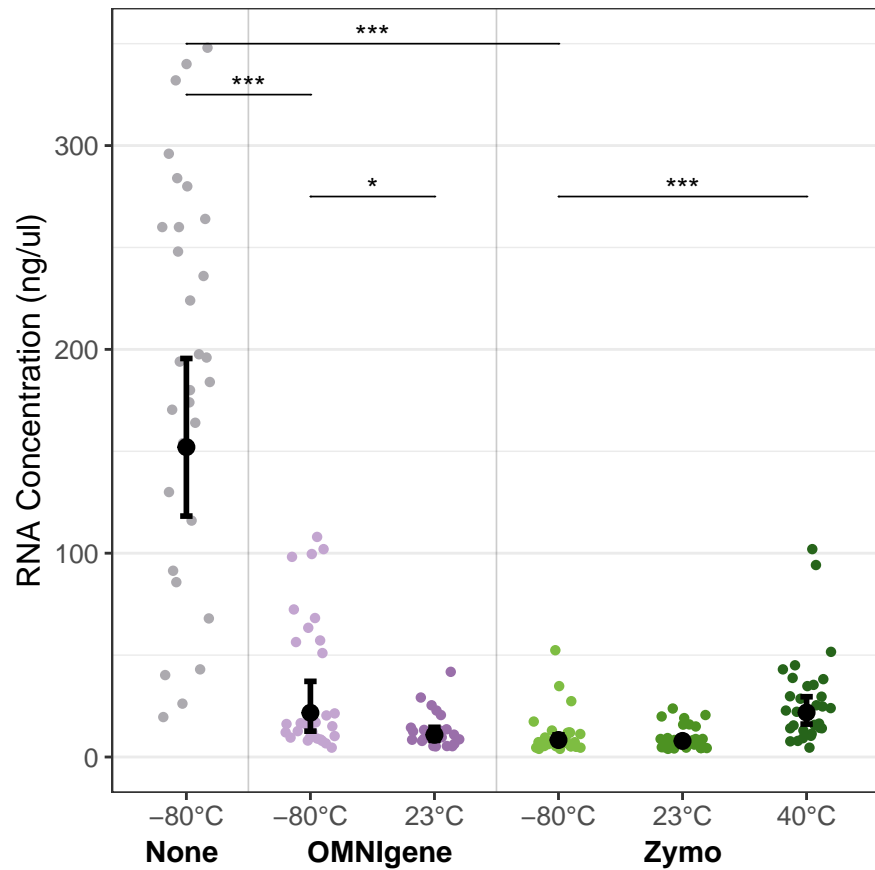 RNA Concentration (ng/ul)
300
200
100
0
***
***
*
***
−80°C −80°C 23°C −80°C 23°C 40°C
None OMNIgene Zymo